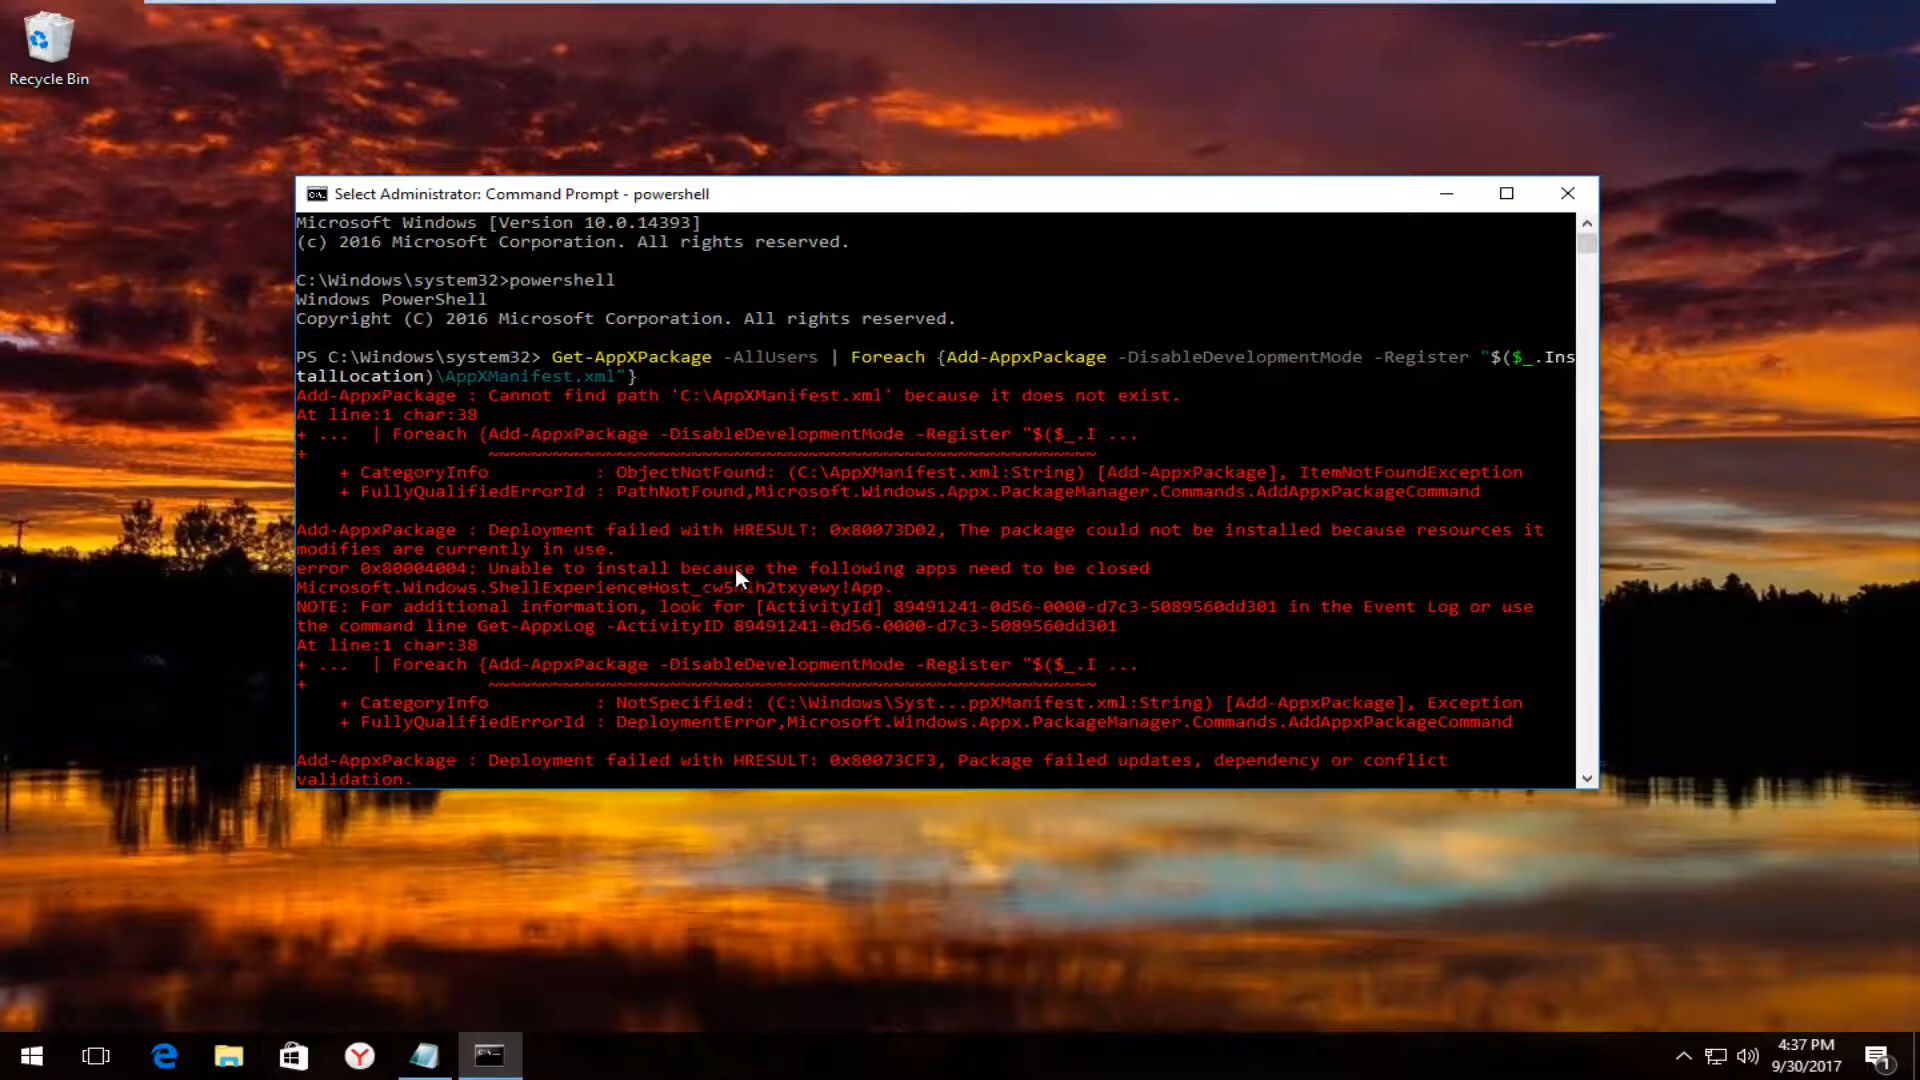 Recycle Bin
Select Administrator: Command Prompt - powershell
Microsoft Windows [Version 10.0.14393]
(c) 2016 Microsoft Corporation. All rights reserved.
C:\Windows\system32>powershell
Windows PowerShell
Copyright (C) 2016 Microsoft Corporation. All rights reserved.
PS C:\Windows\system32> Get-AppXPackage -AllUsers | Foreach {Add-AppxPackage -DisableDevelopmentMode -Register "$($_.Ins
tallLocation)\AppXManifest.xml"}
Add-AppxPackage : Cannot find path 'C:\AppXManifest.xml' because it does not exist.
At line:1 char:38
+ ...  | Foreach {Add-AppxPackage -DisableDevelopmentMode -Register "$($_.I ...
+                 ~~~~~~~~~~~~~~~~~~~~~~~~~~~~~~~~~~~~~~~~~~~~~~~~~~~~~~~~~
    + CategoryInfo          : ObjectNotFound: (C:\AppXManifest.xml:String) [Add-AppxPackage], ItemNotFoundException
    + FullyQualifiedErrorId : PathNotFound,Microsoft.Windows.Appx.PackageManager.Commands.AddAppxPackageCommand
Add-AppxPackage : Deployment failed with HRESULT: 0x80073D02, The package could not be installed because resources it
modifies are currently in use.
error 0x80004004: Unable to install because the following apps need to be closed
NOTE: For additional information, look for [ActivityId] 89491241-0d56-0000-d7c3-5089560dd301 in the Event Log or use
the command line Get-AppxLog -ActivityID 89491241-0d56-0000-d7c3-5089560dd301
At line:1 char:38
+ ...  | Foreach {Add-AppxPackage -DisableDevelopmentMode -Register "$($_.I ...
+                 ~~~~~~~~~~~~~~~~~~~~~~~~~~~~~~~~~~~~~~~~~~~~~~~~~~~~~~~~~
    + CategoryInfo          : NotSpecified: (C:\Windows\Syst...ppXManifest.xml:String) [Add-AppxPackage], Exception
    + FullyQualifiedErrorId : DeploymentError,Microsoft.Windows.Appx.PackageManager.Commands.AddAppxPackageCommand
Add-AppxPackage : Deployment failed with HRESULT: 0x80073CF3, Package failed updates, dependency or conflict
validation.
4:37 PM
9/30/2017
1